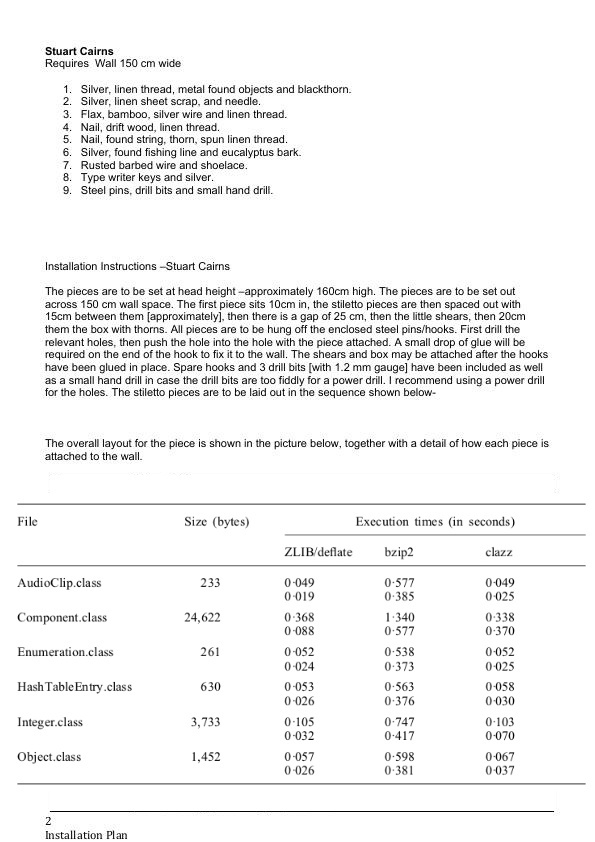 Stuart Cairns
Requires Wall 150 cm wide
1. Silver, linen thread, metal found objects and blackthorn.
2. Silver, linen sheet scrap, and needle.
3. Flax, bamboo, silver wire and linen thread.
4. Nail, drift wood, linen thread.
5. Nail, found string, thorn, spun linen thread.
6. Silver, found fishing line and eucalyptus bark.
7. Rusted barbed wire and shoelace.
8. Type writer keys and silver.
9. Steel pins, drill bits and small hand drill.
Installation Instructions –Stuart Cairns
The pieces are to be set at head height –approximately 160cm high. The pieces are to be set out
across 150 cm wall space. The first piece sits 10cm in, the stiletto pieces are then spaced out with
15cm between them [approximately], then there is a gap of 25 cm, then the little shears, then 20cm
them the box with thorns. All pieces are to be hung off the enclosed steel pins/hooks. First drill the
relevant holes, then push the hole into the hole with the piece attached. A small drop of glue will be
required on the end of the hook to fix it to the wall. The shears and box may be attached after the hooks
have been glued in place. Spare hooks and 3 drill bits [with 1.2 mm gauge] have been included as well
as a small hand drill in case the drill bits are too fiddly for a power drill. I recommend using a power drill
for the holes. The stiletto pieces are to be laid out in the sequence shown below-
The overall layout for the piece is shown in the picture below, together with a detail of how each piece is
attached to the wall.
File Size (bytes) Execution times (in seconds)
ZLIB/deflate bzip2 clazz
AudioClip.class 233 0·049 0·577 0·049
0·019 0·385 0·025
Component.class 24,622 0·368 1·340 0·338
0·088 0·577 0·370
Enumeration.class 261 0·052 0·538 0·052
0·024 0·373 0·025
HashTableEntry.class 630 0·053 0·563 0·058
0·026 0·376 0·030
Integer.class 3,733 0·105 0·747 0·103
0·032 0·417 0·070
Object.class 1,452 0·057 0·598 0·067
0·026 0·381 0·037
2
Installation Plan